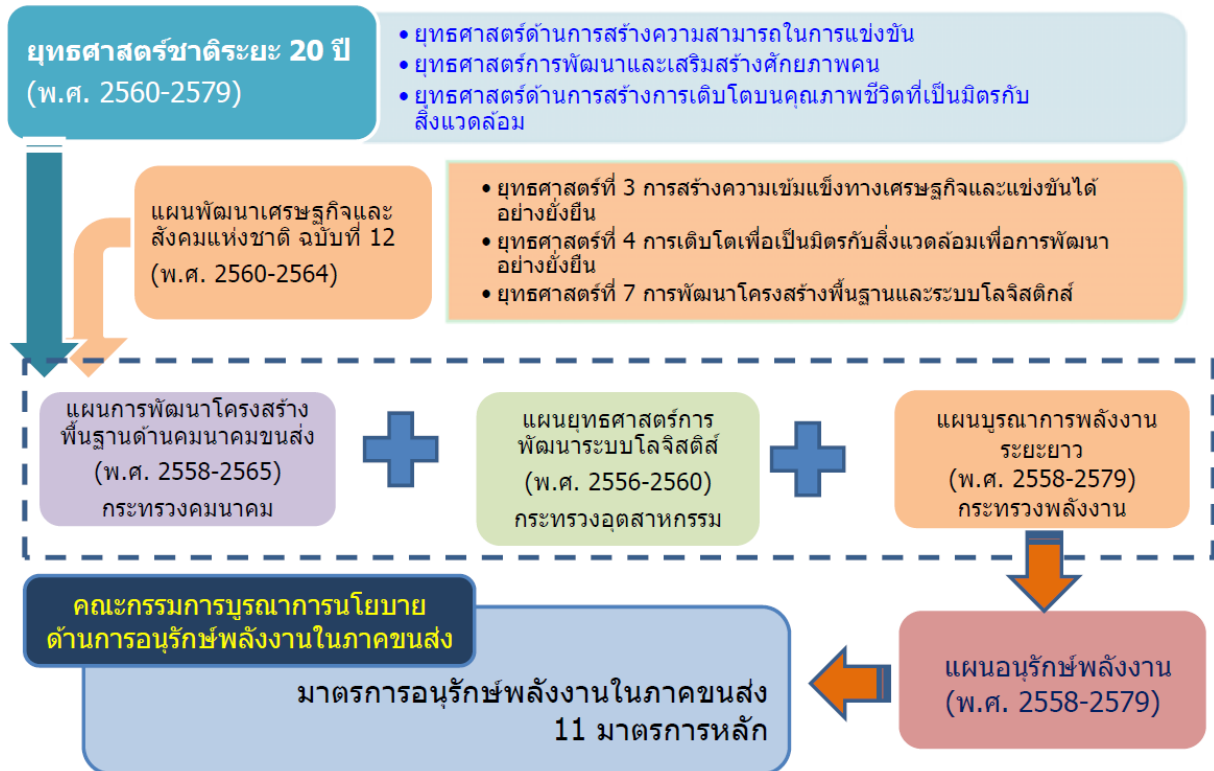 ยุทธศาสตร์ชาติระยะ 20 ปี
(พ.ศ. 2560-2579)
• ยุทธศาสตร์ด้านการสร้างความสามารถในการแข่งขัน
• ยุทธศาสตร์การพัฒนาและเสริมสร้างศักยภาพคน
• ยุทธศาสตร์ด้านการสร้างการเติบโตบนคุณภาพชีวิตที่เป็นมิตรกับ
สิ่งแวดล้อม
แผนพัฒนาเศรษฐกิจและ
สังคมแห่งชาติ ฉบับที่ 12
(พ.ศ. 2560-2564)
• ยุทธศาสตร์ที่ 3 การสร้างความเข้มแข็งทางเศรษฐกิจและแข่งขันได้
อย่างยั่งยืน
• ยุทธศาสตร์ที่ 4 การเติบโตเพื่อเป็นมิตรกับสิ่งแวดล้อมเพื่อการพัฒนา
อย่างยั่งยืน
• ยุทธศาสตร์ที่ 7 การพัฒนาโครงสร้างพื้นฐานและระบบโลจิสติกส์
แผนการพัฒนาโครงสร้าง
พื้นฐานด้านคมนาคมขนส่ง
(พ.ศ. 2558-2565)
กระทรวงคมนาคม
แผนยุทธศาสตร์การ
พัฒนาระบบโลจิสติส์
(พ.ศ. 2556-2560)
กระทรวงอุตสาหกรรม
แผนบูรณาการพลังงาน
ระยะยาว
(พ.ศ. 2558-2579)
กระทรวงพลังงาน
คณะกรรมการบูรณาการนโยบาย
ด้านการอนุรักษ์พลังงานในภาคขนส่ง
มาตรการอนุรักษ์พลังงานในภาคขนส่ง
11 มาตรการหลัก
แผนอนุรักษ์พลังงาน
(พ.ศ. 2558-2579)